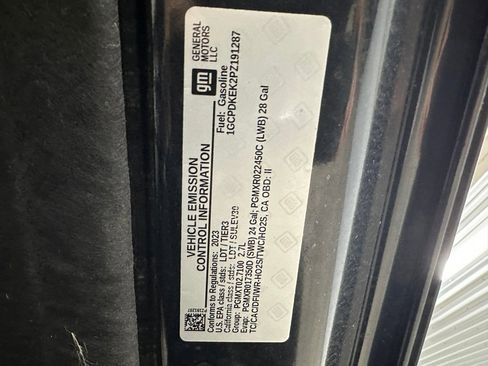 gm
GENERAL
MOTORS
LLC
VEHICLE EMISSION
CONTROL INFORMATION
Fuel: Gasoline
1GCPDKEK2PZ191287
Conforms to Regulations: 2023
U.S. EPA class / stds: LDT / TIER3
California class / stds: LDT / SULEV30
Group: PGMXT02.7100 2.7L
Evap: PGMXR0017350D (SWB) 24 Gal; PGMXR0022450C (LWB) 28 Gal
TC/CAC/DFI/WR-HO2S/TWC/HO2S, CA OBD: II